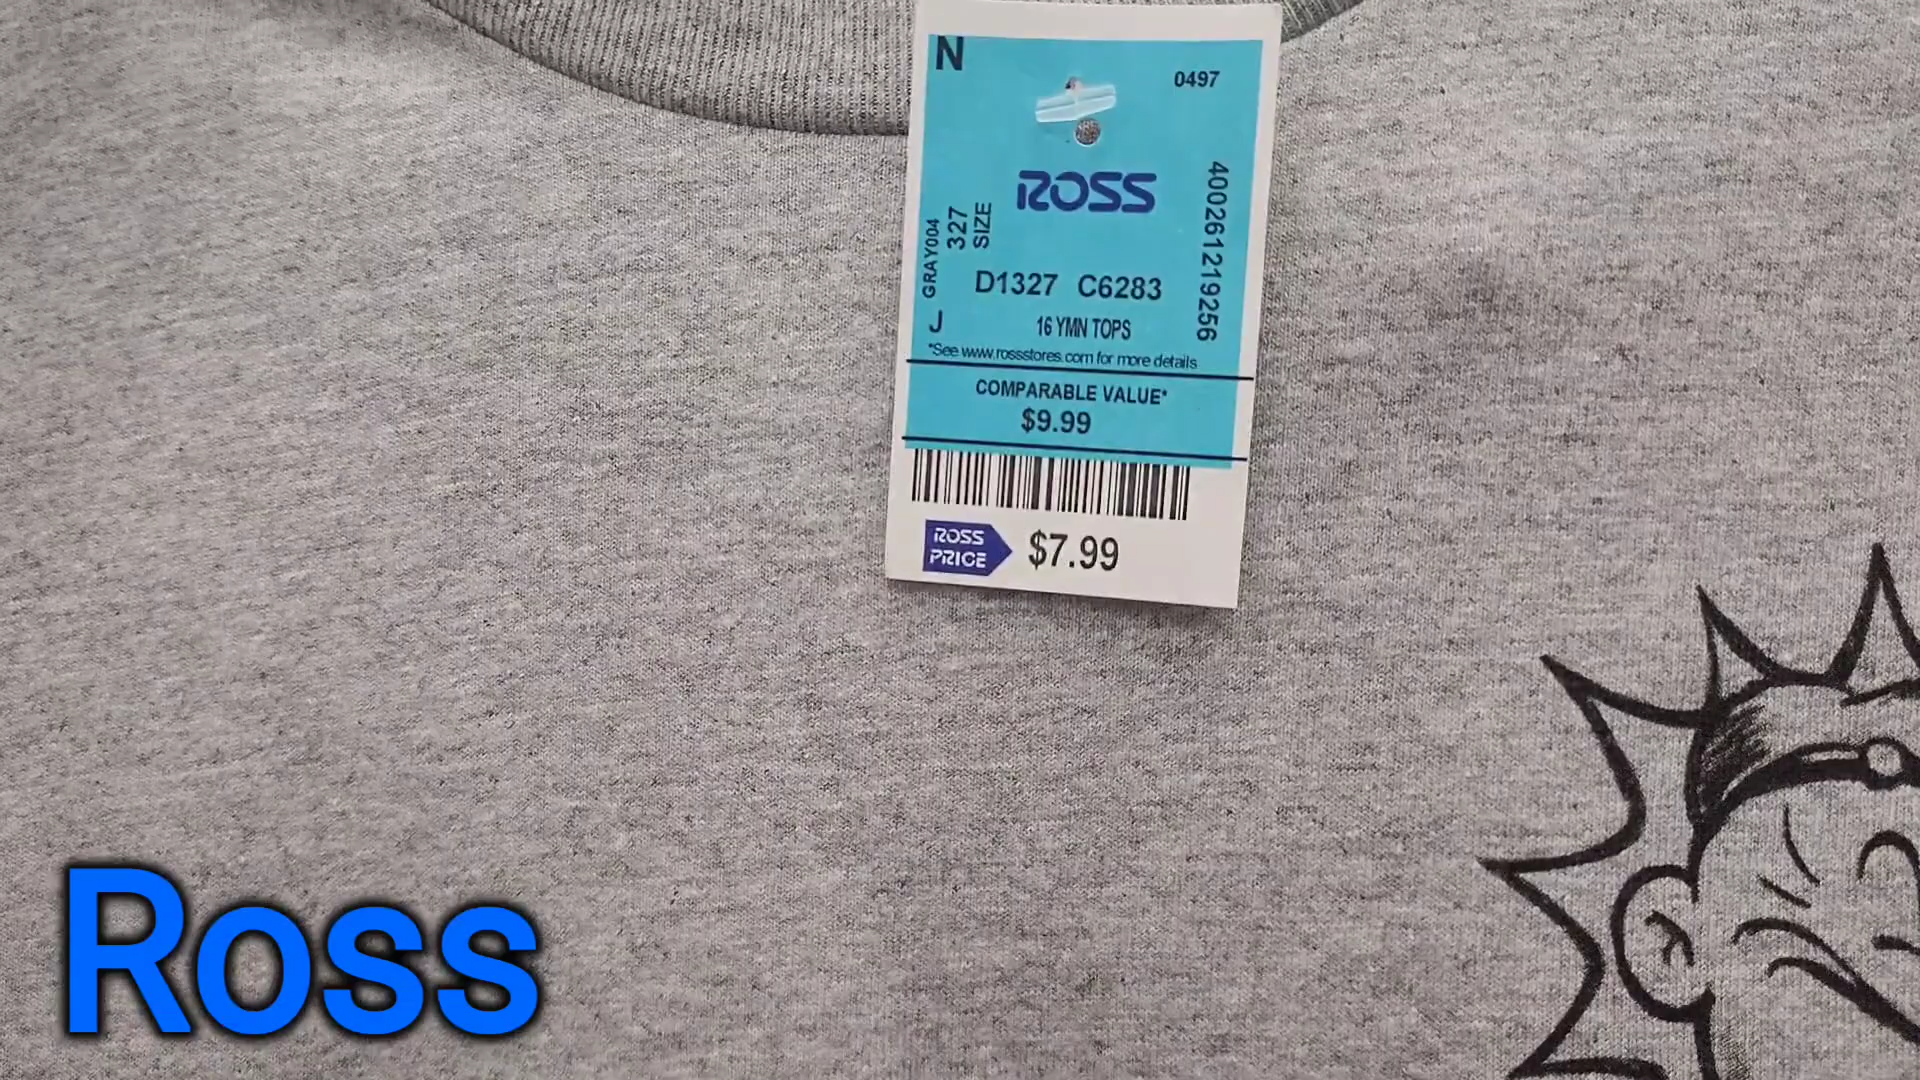 N
0497
ROSS
400261219256
GRAY004
327
SIZE
D1327 C6283
J
16 YMN TOPS
*See www.rossstores.com for more details
COMPARABLE VALUE*
$9.99
ROSS
PRICE
$7.99
Ross